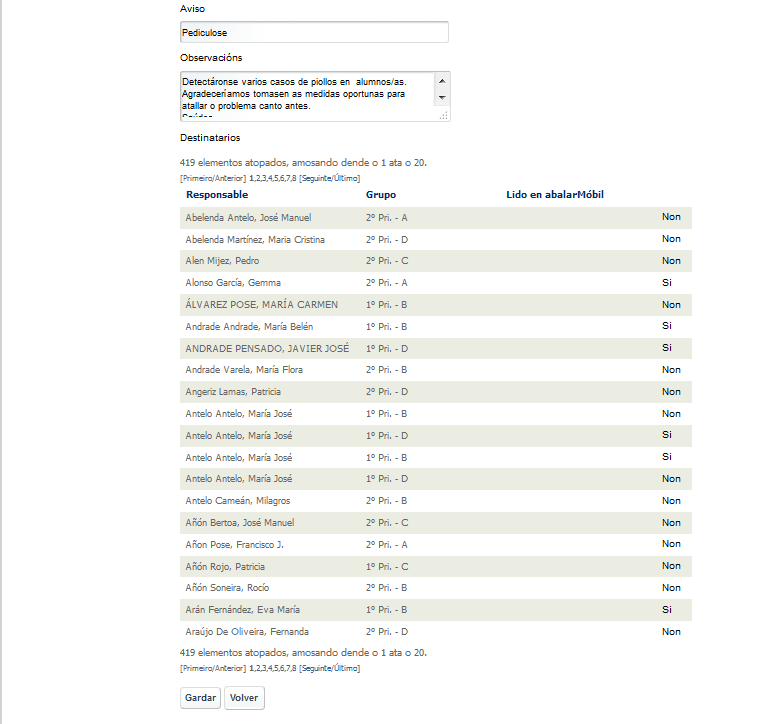 Aviso
Pediculose
Observacións
Detectáronse varios casos de piollos en alumnos/as.
Agradeceríamos tomasen as medidas oportunas para
atallar o problema canto antes.
Destinatarios
419 elementos atopados, amosando dende o 1 ata o 20.
[Primeiro/Anterior] 1,2,3,4,5,6,7,8 [Seguinte/Último]
Responsable Grupo Lido en abalarMóbil
Abelenda Antelo, José Manuel 2º Pri. - A Non
Abelenda Martínez, Maria Cristina 2º Pri. - D Non
Alen Mijez, Pedro 2º Pri. - C Non
Alonso García, Gemma 2º Pri. - A Si
ÁLVAREZ POSE, MARÍA CARMEN 1º Pri. - B Non
Andrade Andrade, María Belén 1º Pri. - B Si
ANDRADE PENSADO, JAVIER JOSÉ 1º Pri. - D Si
Andrade Varela, María Flora 2º Pri. - B Non
Angeriz Lamas, Patricia 2º Pri. - D Non
Antelo Antelo, María José 1º Pri. - B Non
Antelo Antelo, María José 1º Pri. - D Si
Antelo Antelo, María José 1º Pri. - B Si
Antelo Antelo, María José 1º Pri. - D Non
Antelo Cameán, Milagros 2º Pri. - B Non
Añón Bertoa, José Manuel 2º Pri. - C Non
Añon Pose, Francisco J. 2º Pri. - A Non
Añón Rojo, Patricia 1º Pri. - C Non
Añón Soneira, Rocío 2º Pri. - B Non
Arán Fernández, Eva María 1º Pri. - B Si
Araújo De Oliveira, Fernanda 2º Pri. - D Non
419 elementos atopados, amosando dende o 1 ata o 20.
[Primeiro/Anterior] 1,2,3,4,5,6,7,8 [Seguinte/Último]
Gardar Volver